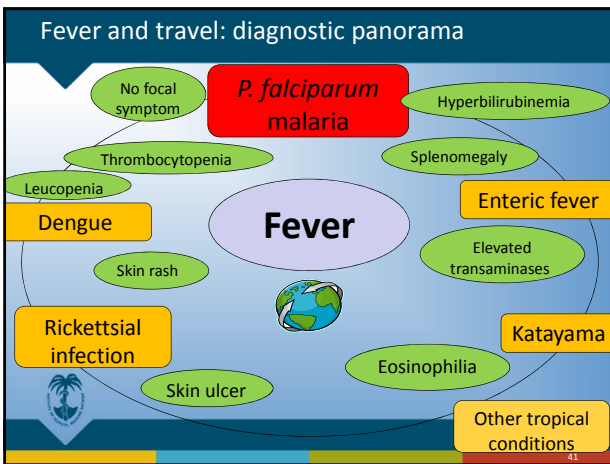 Fever and travel: diagnostic panorama
No focal
symptom
P. falciparum
malaria
Hyperbilirubinemia
Thrombocytopenia
Splenomegaly
Leucopenia
Enteric fever
Dengue
Fever
Elevated
transaminases
Skin rash
Rickettsial
infection
Katayama
Eosinophilia
Skin ulcer
Other tropical
conditions
41